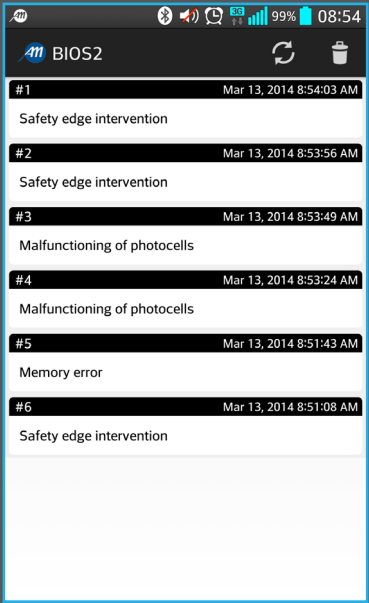 3G 99% 08:54
BIOS2
#1 Mar 13, 2014 8:54:03 AM
Safety edge intervention
#2 Mar 13, 2014 8:53:56 AM
Safety edge intervention
#3 Mar 13, 2014 8:53:49 AM
Malfunctioning of photocells
#4 Mar 13, 2014 8:53:24 AM
Malfunctioning of photocells
#5 Mar 13, 2014 8:51:43 AM
Memory error
#6 Mar 13, 2014 8:51:08 AM
Safety edge intervention